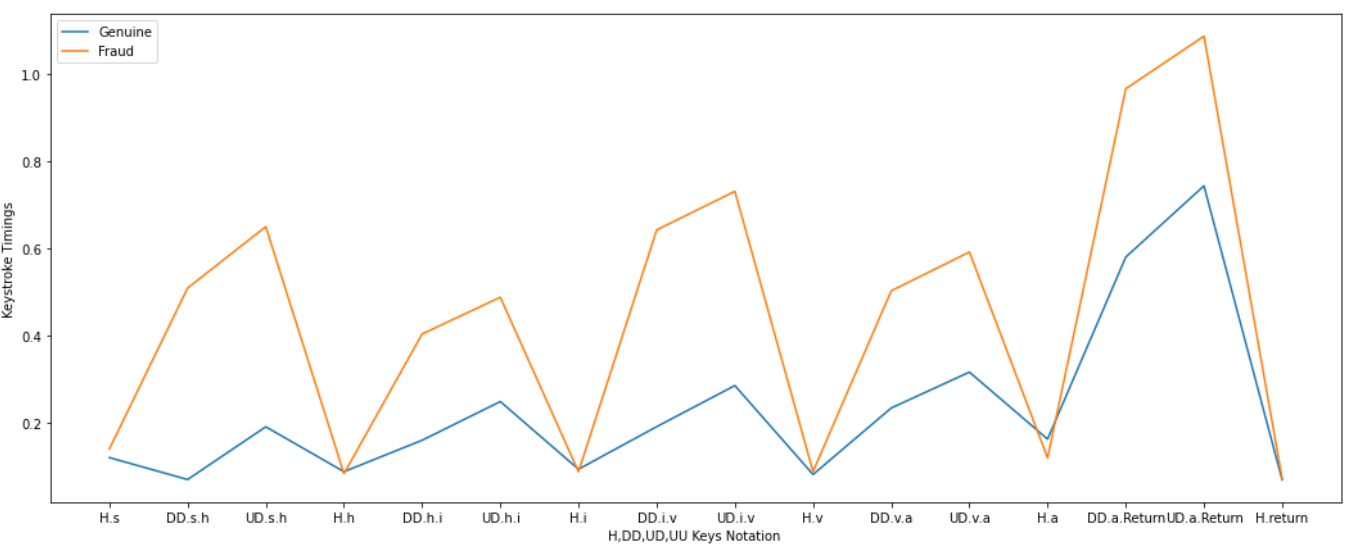 Genuine
Fraud
Keystroke Timings
1.0
0.8
0.6
0.4
0.2
H.s DD.s.h UD.s.h H.h DD.h.i UD.h.i H.i DD.i.v UD.i.v H.v DD.v.a UD.v.a H.a DD.a.Return UD.a.Return H.return
H,DD,UD,UU Keys Notation